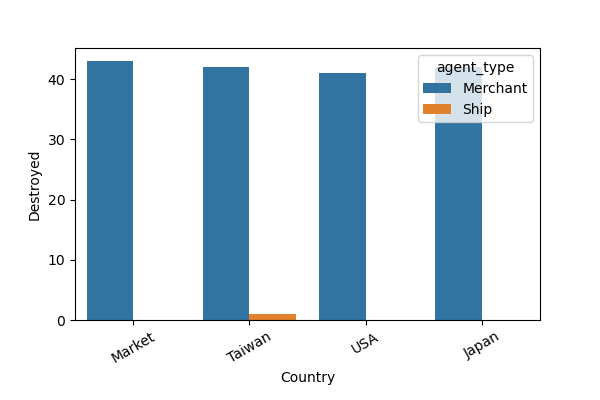 agent_type
Merchant
Ship
Destroyed
40
30
20
10
0
Market
Taiwan
USA
Japan
Country